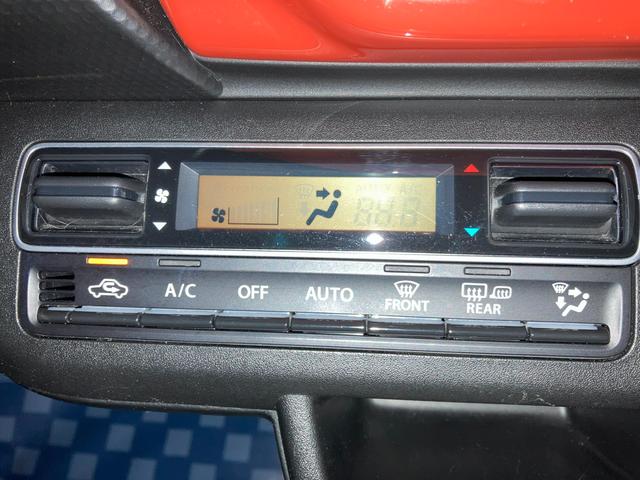 A/C OFF AUTO FRONT REAR